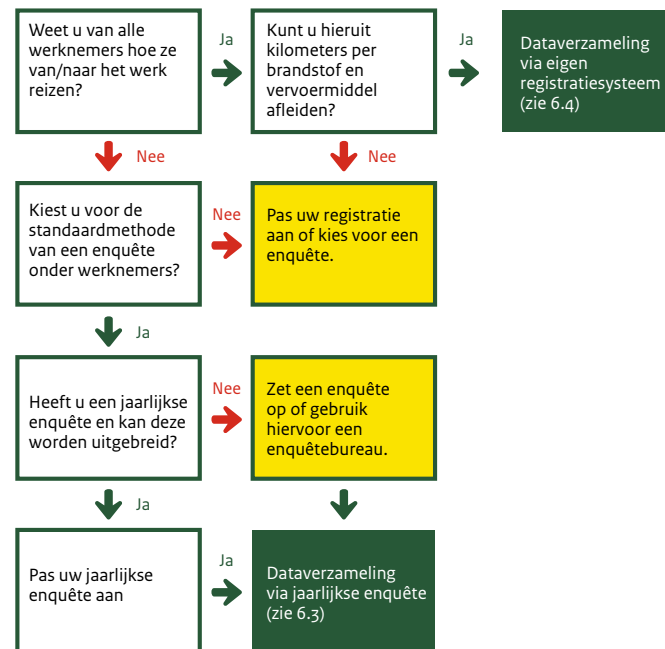 Weet u van alle
werknemers hoe ze
van/naar het werk
reizen?
Ja
Kunt u hieruit
kilometers per
brandstof en
vervoermiddel
afleiden?
Ja
Dataverzameling
via eigen
registratiesysteem
(zie 6.4)
Nee
Nee
Kiest u voor de
standaardmethode
van een enquête
onder werknemers?
Nee
Pas uw registratie
aan of kies voor een
enquête.
Ja
Heeft u een jaarlijkse
enquête en kan deze
worden uitgebreid?
Nee
Zet een enquête
op of gebruik
hiervoor een
enquêtebureau.
Ja
Pas uw jaarlijkse
enquête aan
Ja
Dataverzameling
via jaarlijkse enquête
(zie 6.3)